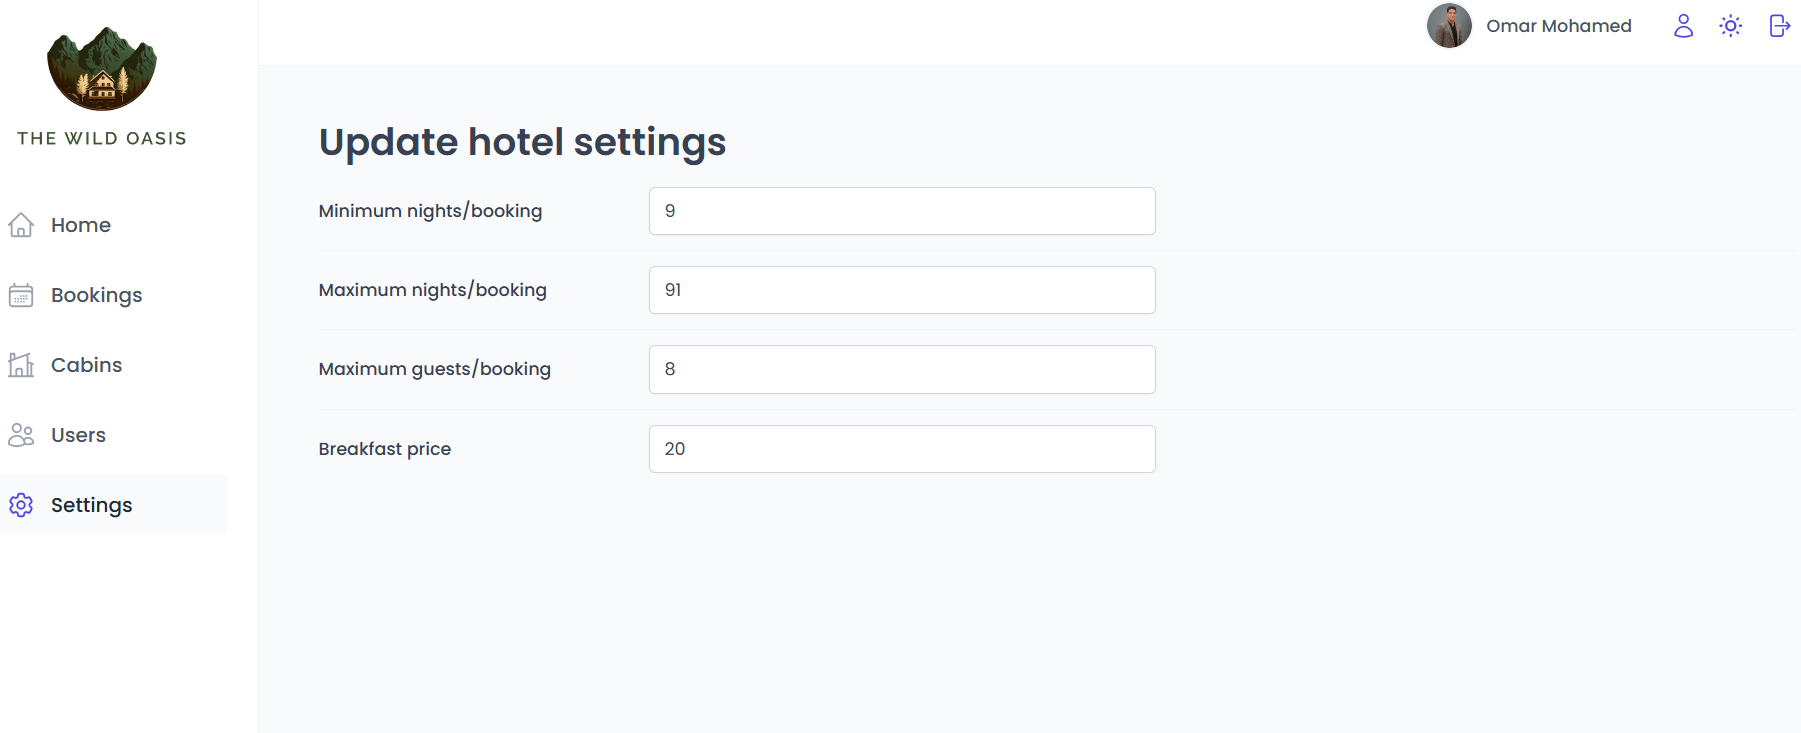 THE WILD OASIS
Home
Bookings
Cabins
Users
Settings
Omar Mohamed
Update hotel settings
Minimum nights/booking
9
Maximum nights/booking
91
Maximum guests/booking
8
Breakfast price
20